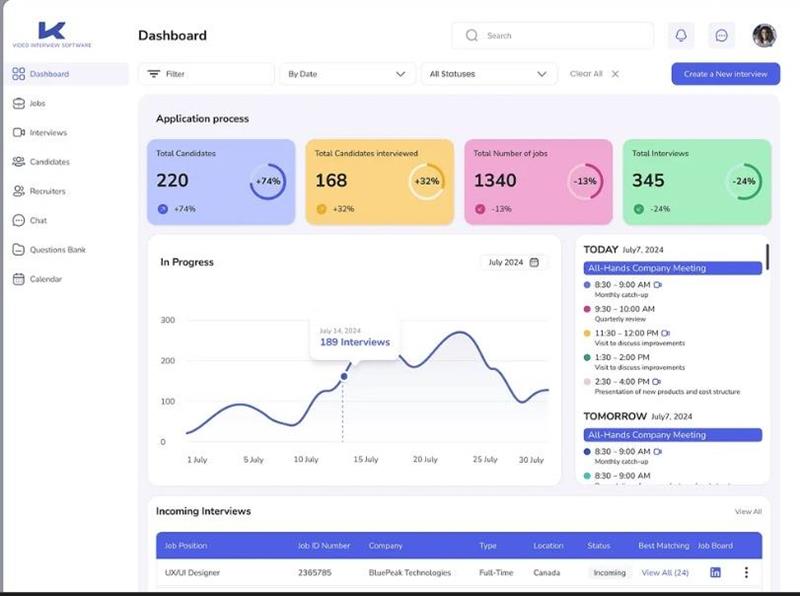 VIDEO INTERVIEW SOFTWARE
Dashboard
Search
Dashboard
Jobs
Interviews
Candidates
Recruiters
Chat
Questions Bank
Calendar
Filter
By Date
All Statuses
Clear All
Create a New interview
Application process
Total Candidates
220
+74%
+74%
Total Candidates interviewed
168
+32%
+32%
Total Number of jobs
1340
-13%
-13%
Total Interviews
345
-24%
-24%
In Progress
July 2024
300
200
100
0
July 14, 2024
189 Interviews
1 July
5 July
10 July
15 July
20 July
25 July
30 July
TODAY July7, 2024
All-Hands Company Meeting
8:30 - 9:00 AM
Monthly catch-up
9:30 - 10:00 AM
Quarterly review
11:30 - 12:00 PM
Visit to discuss improvements
1:30 - 2:00 PM
Visit to discuss improvements
2:30 - 4:00 PM
Presentation of new products and cost structure
TOMORROW July7, 2024
All-Hands Company Meeting
8:30 - 9:00 AM
Monthly catch-up
8:30 - 9:00 AM
Incoming Interviews
View All
Job Position Job ID Number Company Type Location Status Best Matching Job Board
UX/UI Designer 2365785 BluePeak Technologies Full-Time Canada Incoming View All (24)